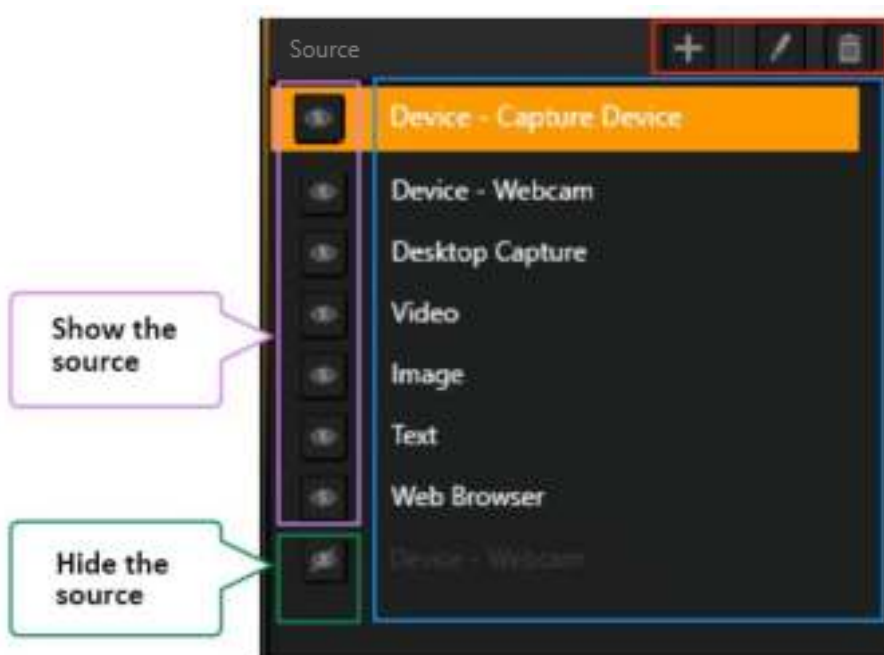 Source
Device - Capture Device
Device - Webcam
Desktop Capture
Video
Show the
source
Image
Text
Web Browser
Hide the
source
Device - Webcam